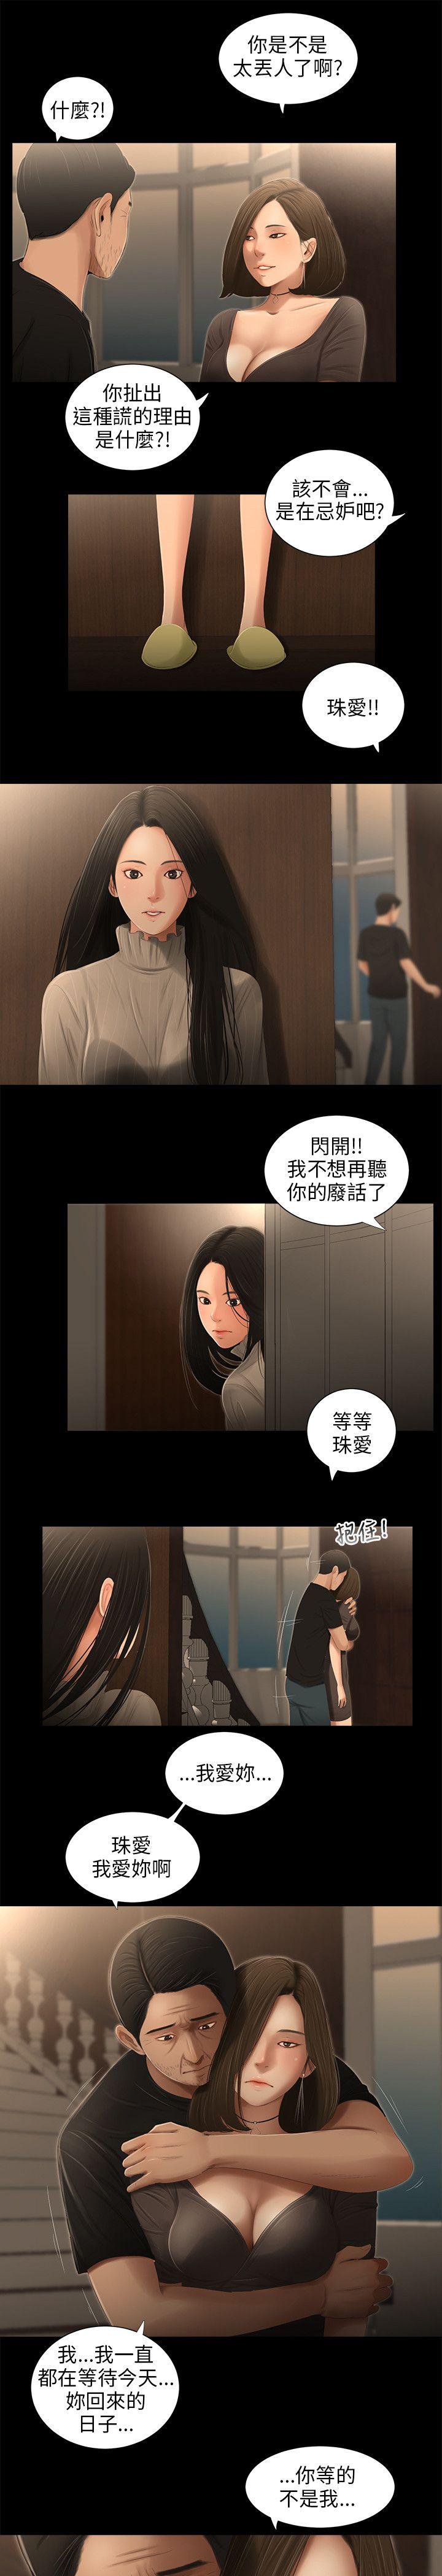 你是不是
太丟人了啊?
什麼?!
你扯出
這種謊的理由
是什麼?!
該不會...
是在忌妒吧?
珠愛!!
閃開!!
我不想再聽
你的廢話了
等等
珠愛
抱住!
...我愛妳...
珠愛
我愛妳啊
我...我一直
都在等待今天...
妳回來的
日子...
...你等的
不是我...